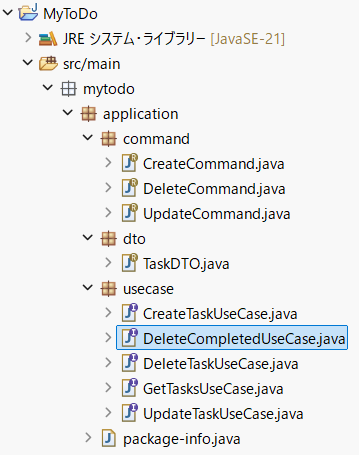 MyToDo
JRE システム・ライブラリー [JavaSE-21]
src/main
mytodo
application
command
CreateCommand.java
DeleteCommand.java
UpdateCommand.java
dto
TaskDTO.java
usecase
CreateTaskUseCase.java
DeleteCompletedUseCase.java
DeleteTaskUseCase.java
GetTasksUseCase.java
UpdateTaskUseCase.java
package-info.java